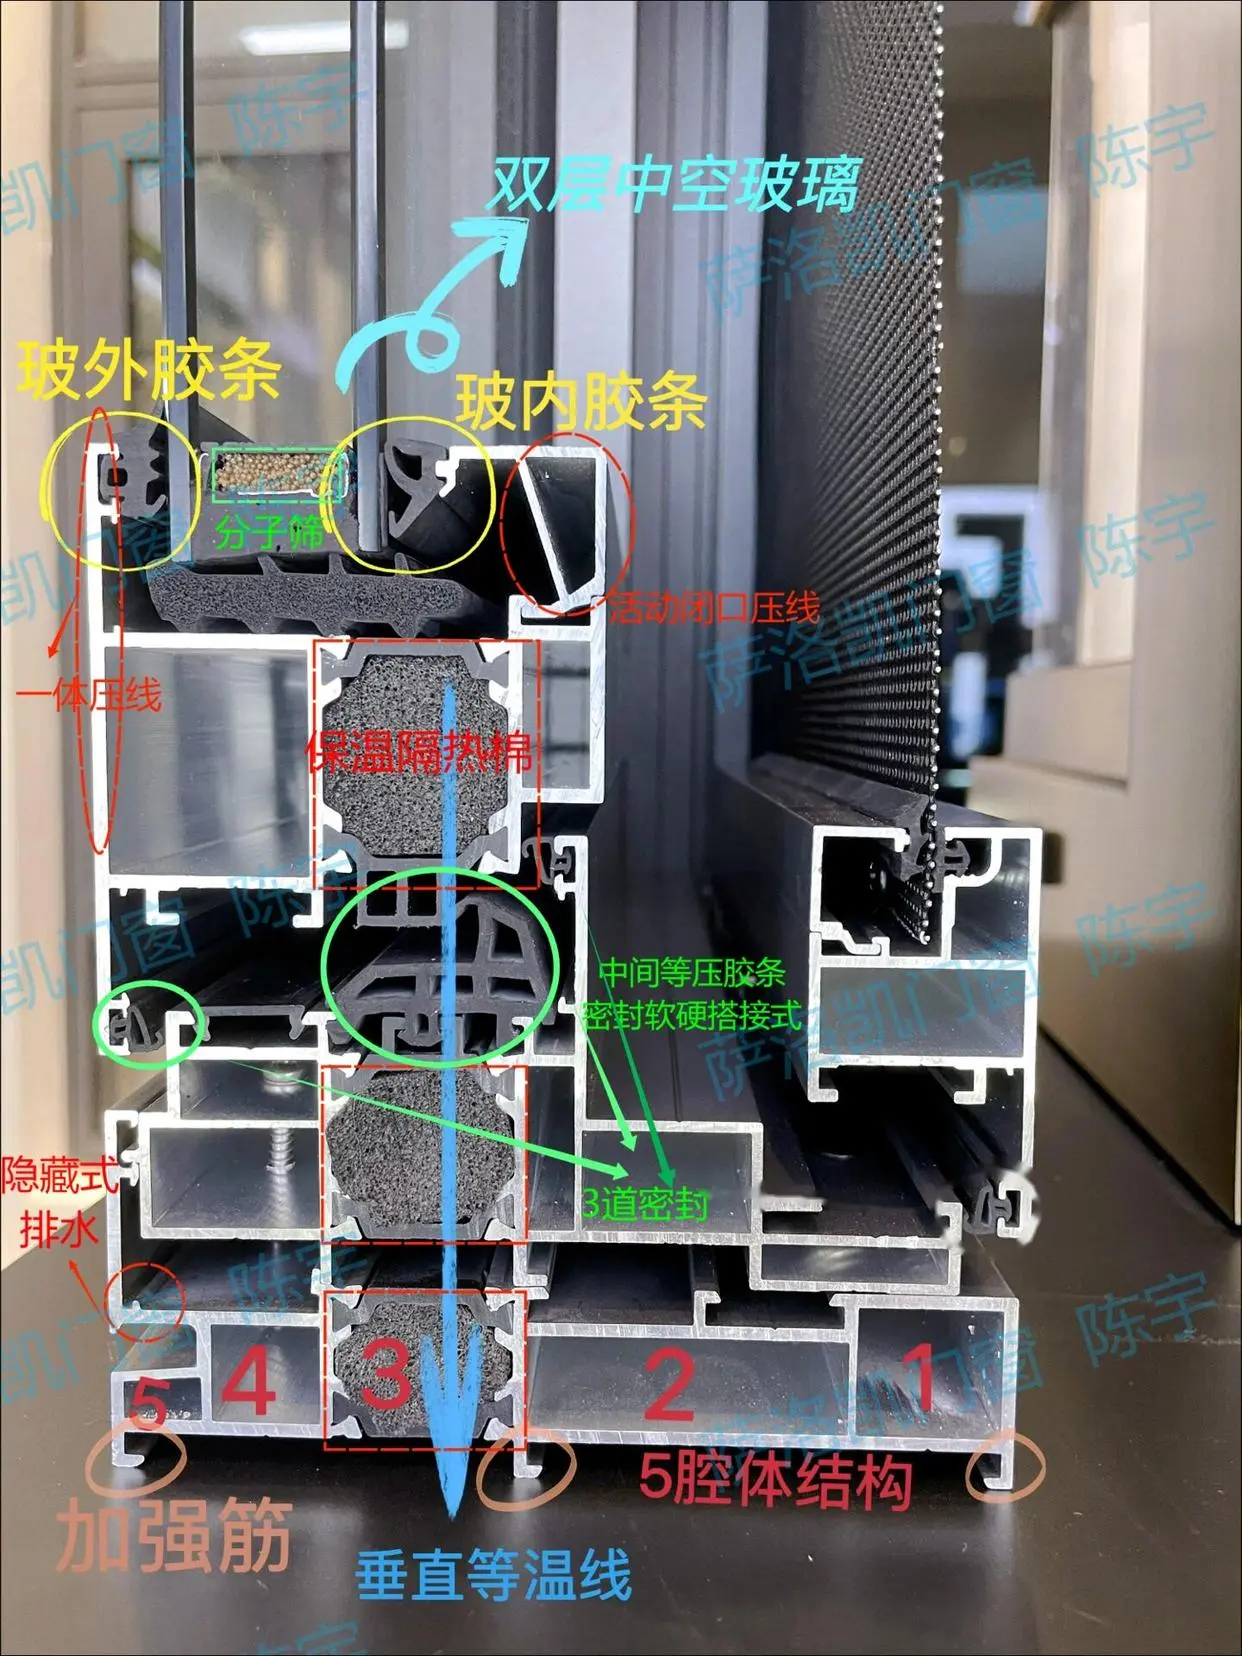 双层中空玻璃
玻外胶条
玻内胶条
分子筛
活动闭口压线
一体压线
保温隔热棉
中间等压胶条
密封软硬搭接式
隐藏式
排水
3道密封
5
4
3
2
1
5腔体结构
加强筋
垂直等温线
萨洛凯门窗 陈宇